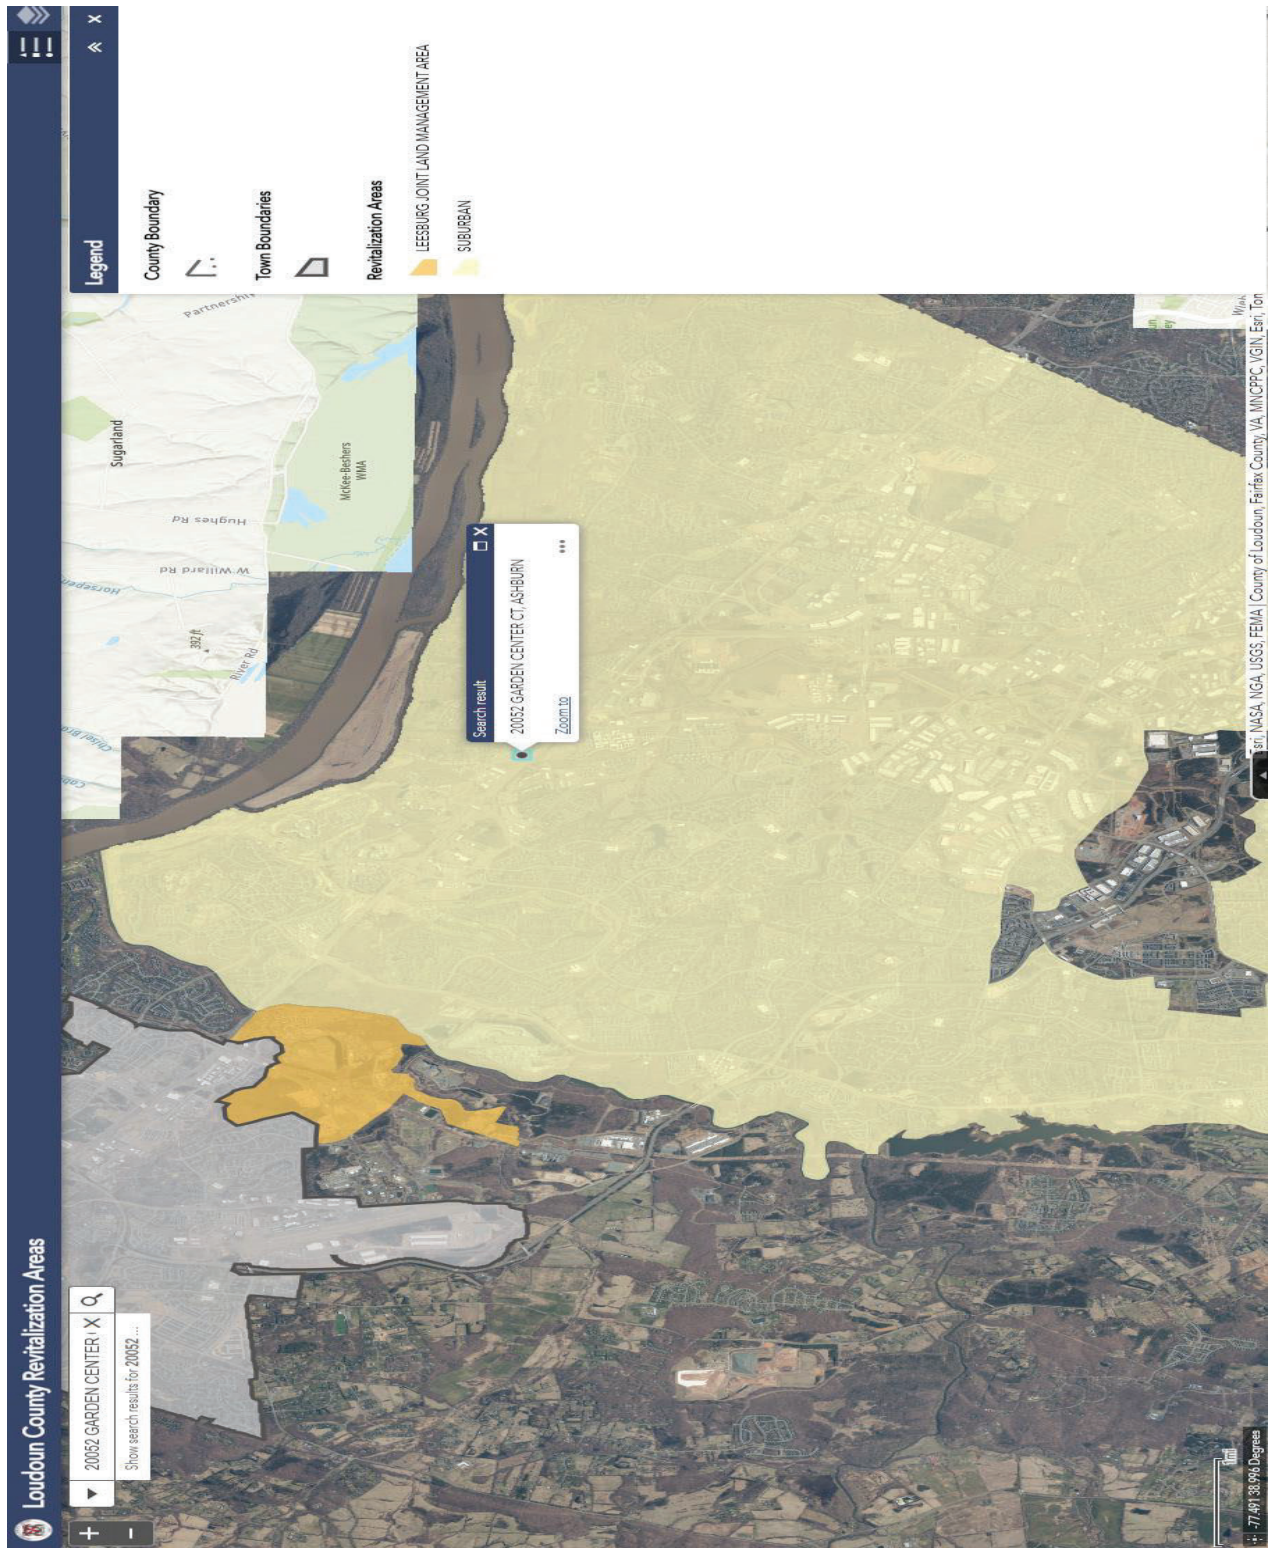 Loudoun County Revitalization Areas
20052 GARDEN CENTER
Show search results for 20052 ...
Legend
County Boundary
Town Boundaries
Revitalization Areas
LEESBURG JOINT LAND MANAGEMENT AREA
SUBURBAN
Sugarland
Partnership
Hughes Rd
W Willard Rd
Horsepen
392 ft
River Rd
McKee-Beshers
WMA
Search result
20052 GARDEN CENTER CT, ASHBURN
Zoom to
-77.491 38.996 Degrees
Esri, NASA, NGA, USGS, FEMA | County of Loudoun, Fairfax County, VA, MNCPPC, VGIN, Esri, Tom